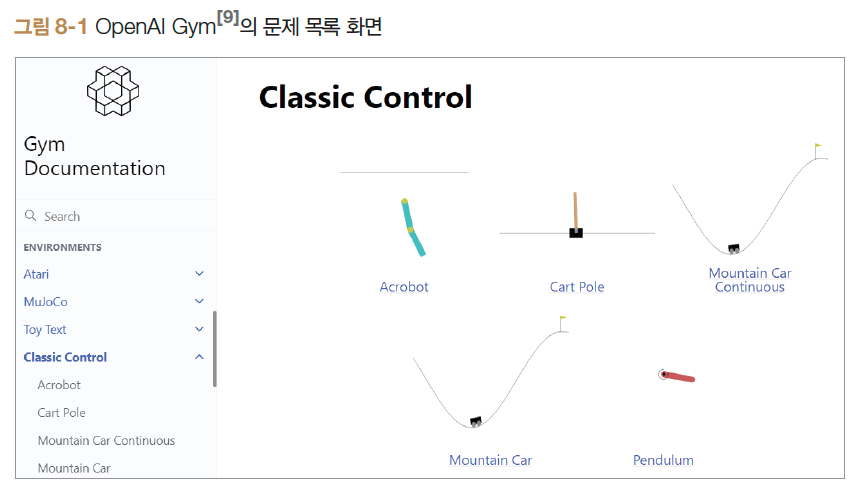 그림 8-1 OpenAI Gym[9]의 문제 목록 화면
Gym
Documentation
Search
ENVIRONMENTS
Atari
MuJoCo
Toy Text
Classic Control
Acrobot
Cart Pole
Mountain Car Continuous
Mountain Car
Classic Control
Acrobot
Cart Pole
Mountain Car
Continuous
Mountain Car
Pendulum